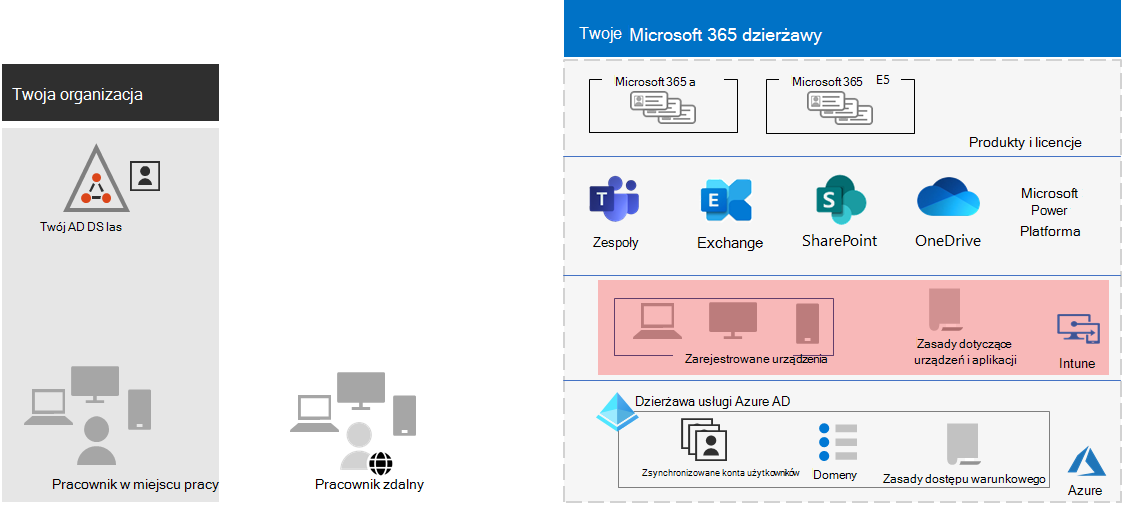 Twoja organizacja
Twój AD DS las
Pracownik w miejscu pracy
Pracownik zdalny
Twoje Microsoft 365 dzierżawy
Microsoft 365 a
Microsoft 365 E5
Produkty i licencje
Zespoły
Exchange
SharePoint
OneDrive
Microsoft
Power
Platforma
Zarejestrowane urządzenia
Zasady dotyczące
urządzeń i aplikacji
Intune
Dzierżawa usługi Azure AD
Zsynchronizowane konta użytkowników
Domeny
Zasady dostępu warunkowego
Azure